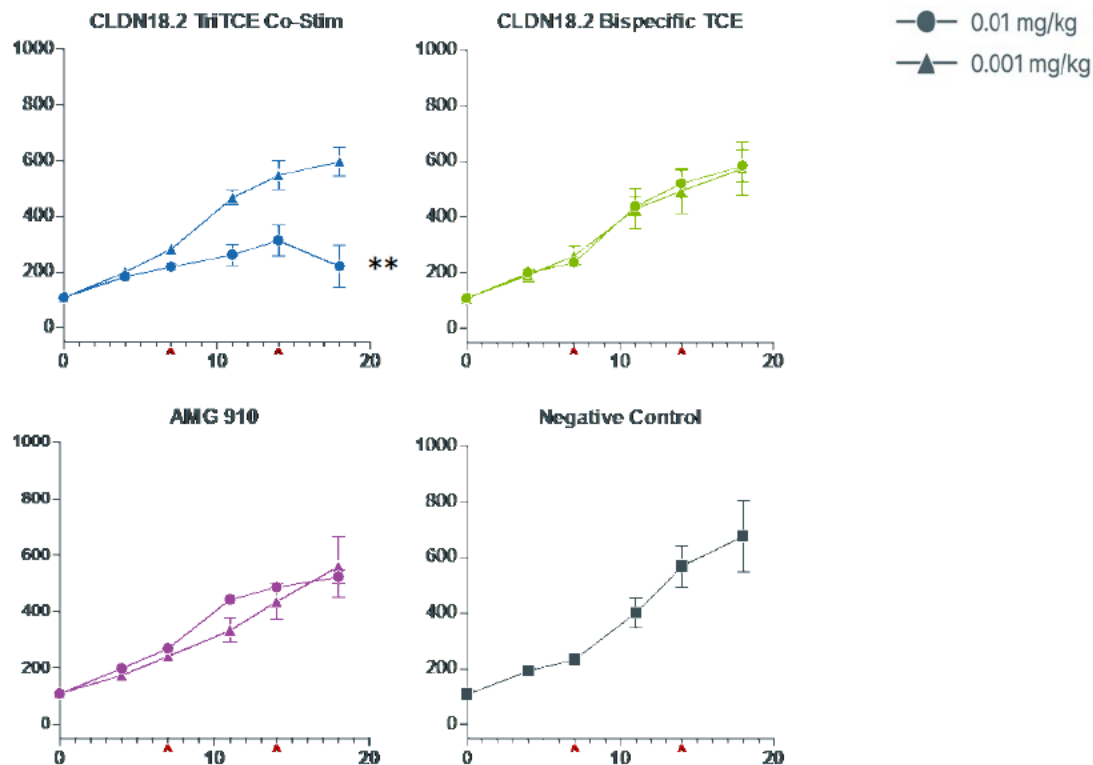 CLDN18.2 TriTCE Co-Stim
1000
800
600
400
200
0
**
0 10 20
CLDN18.2 Bispecific TCE
1000
800
600
400
200
0
0 10 20
0.01 mg/kg
0.001 mg/kg
AMG 910
1000
800
600
400
200
0
0 10 20
Negative Control
1000
800
600
400
200
0
0 10 20